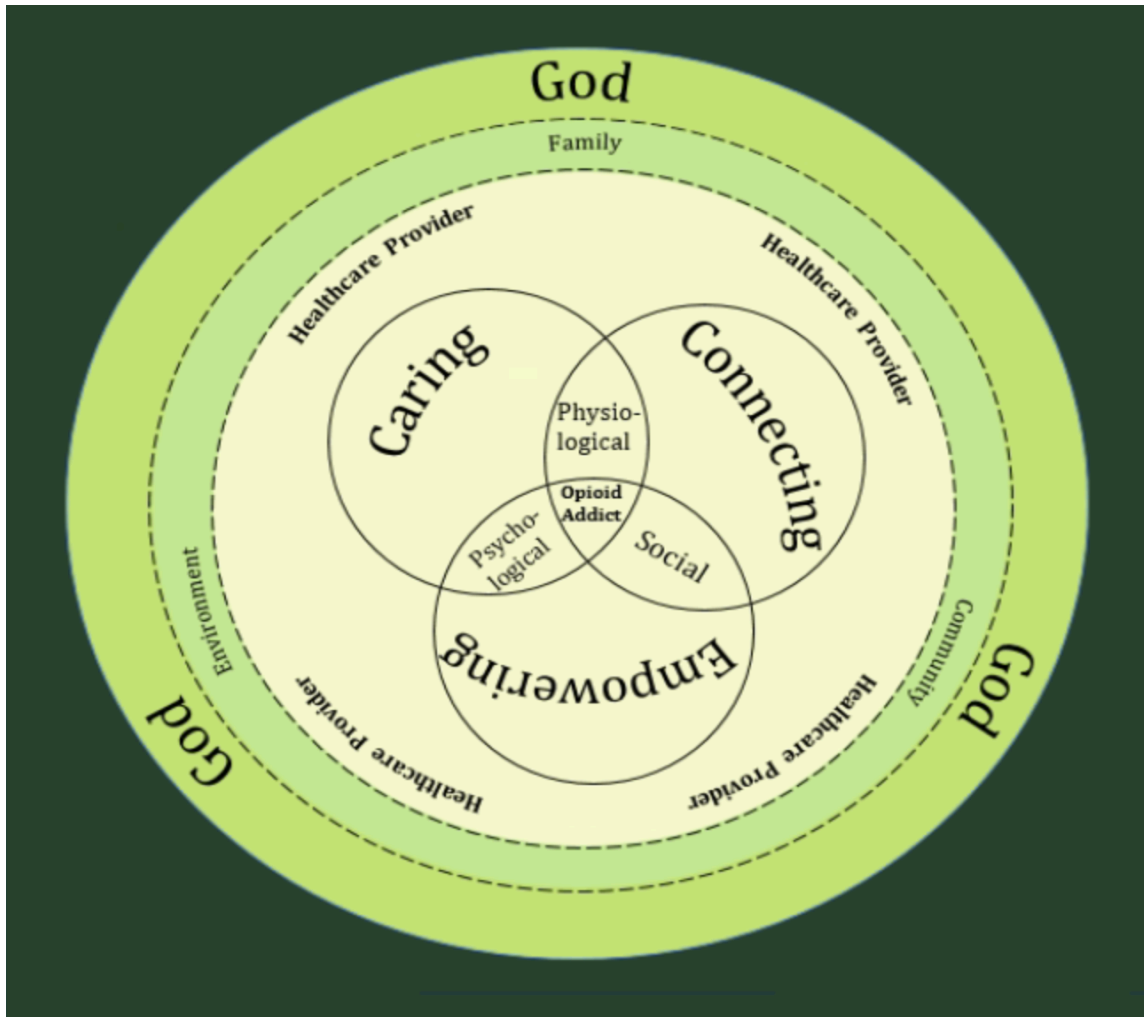 God
Family
Healthcare Provider
Healthcare Provider
Caring
Connecting
Physio-
logical
Opioid
Addict
Psycho-
logical
Social
Empowering
Environment
Community
God
God
Healthcare Provider
Healthcare Provider